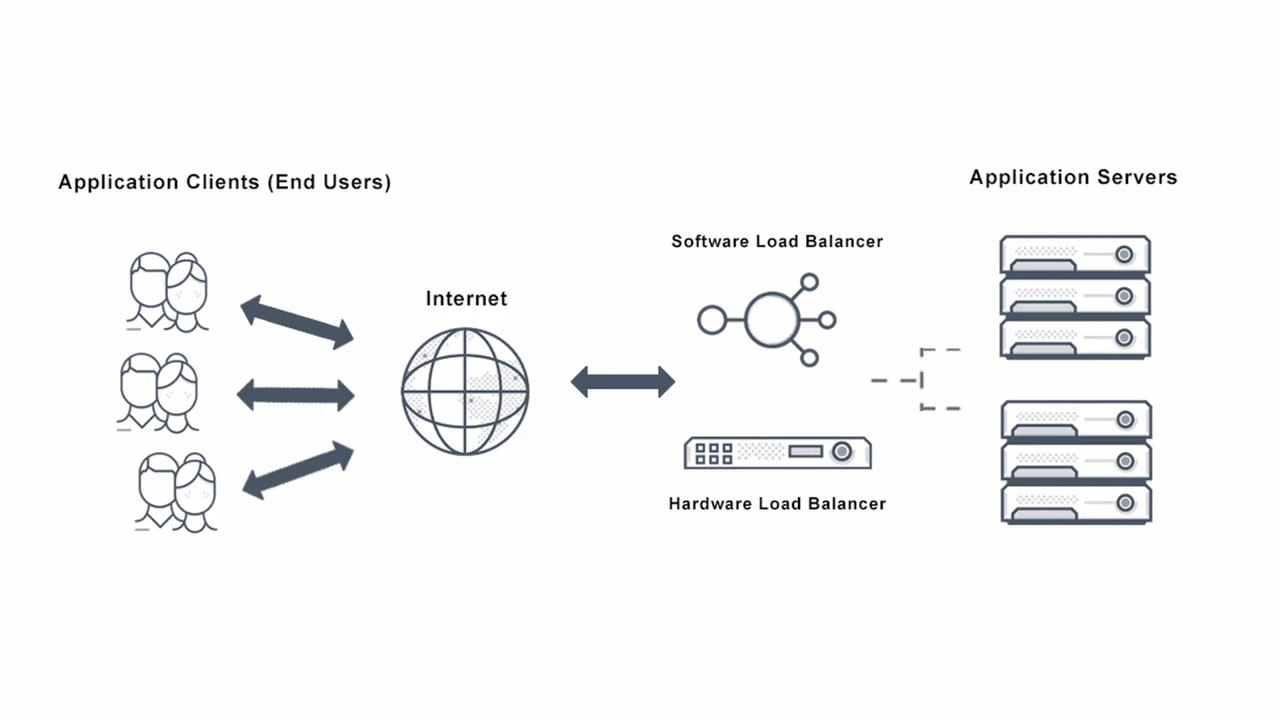 Application Clients (End Users)
Application Servers
Software Load Balancer
Internet
Hardware Load Balancer